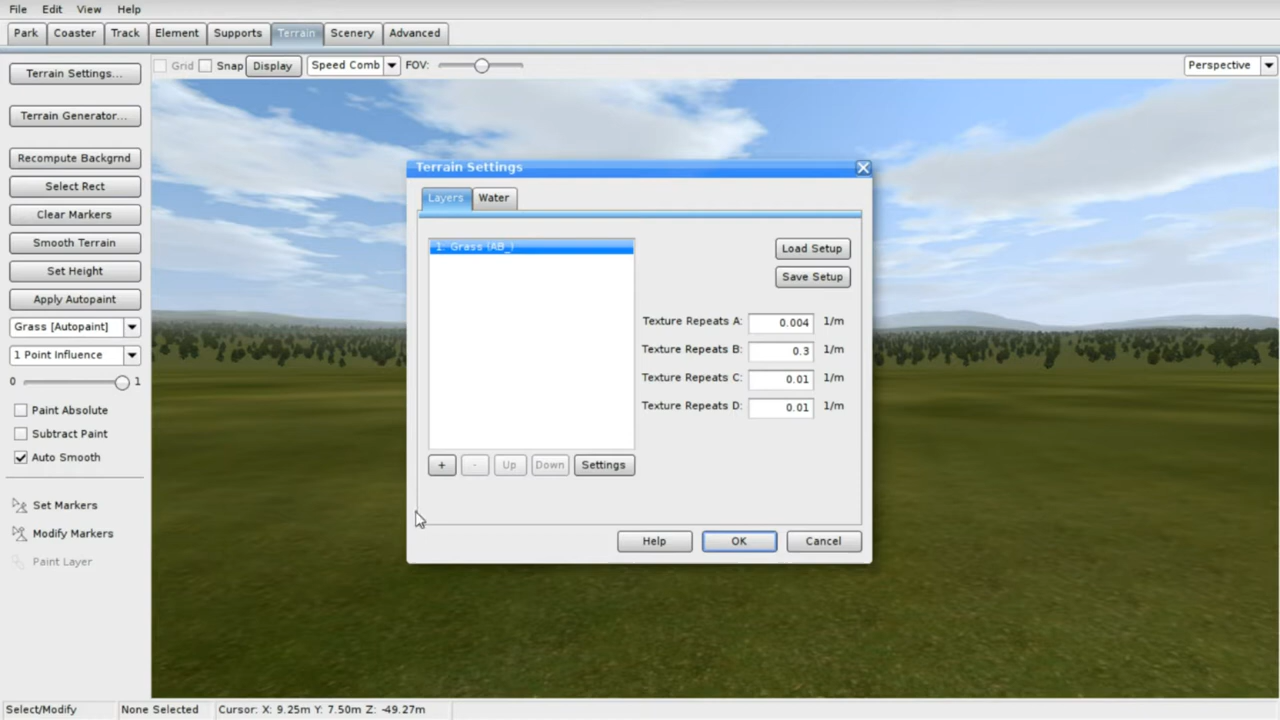 File Edit View Help
Park Coaster Track Element Supports Terrain Scenery Advanced
Terrain Settings...
Grid Snap Display Speed Comb FOV: Perspective
Terrain Generator...
Recompute Backgrnd
Select Rect
Clear Markers
Smooth Terrain
Set Height
Apply Autopaint
Grass [Autopaint]
1 Point Influence
0 1
Paint Absolute
Subtract Paint
Auto Smooth
Set Markers
Modify Markers
Paint Layer
Terrain Settings
Layers Water
1: Grass (AB_)
Load Setup
Save Setup
Texture Repeats A: 0.004 1/m
Texture Repeats B: 0.3 1/m
Texture Repeats C: 0.01 1/m
Texture Repeats D: 0.01 1/m
+ - Up Down Settings
Help OK Cancel
Select/Modify None Selected Cursor: X: 9.25m Y: 7.50m Z: -49.27m